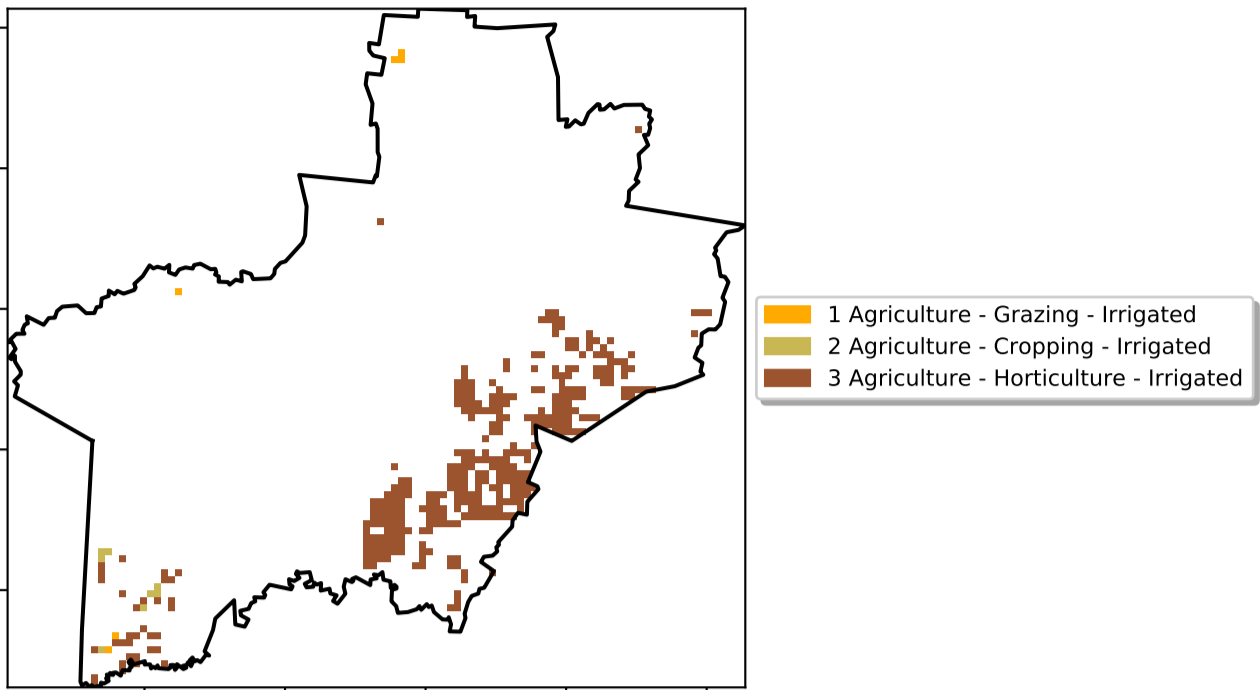 1 Agriculture - Grazing - Irrigated
2 Agriculture - Cropping - Irrigated
3 Agriculture - Horticulture - Irrigated